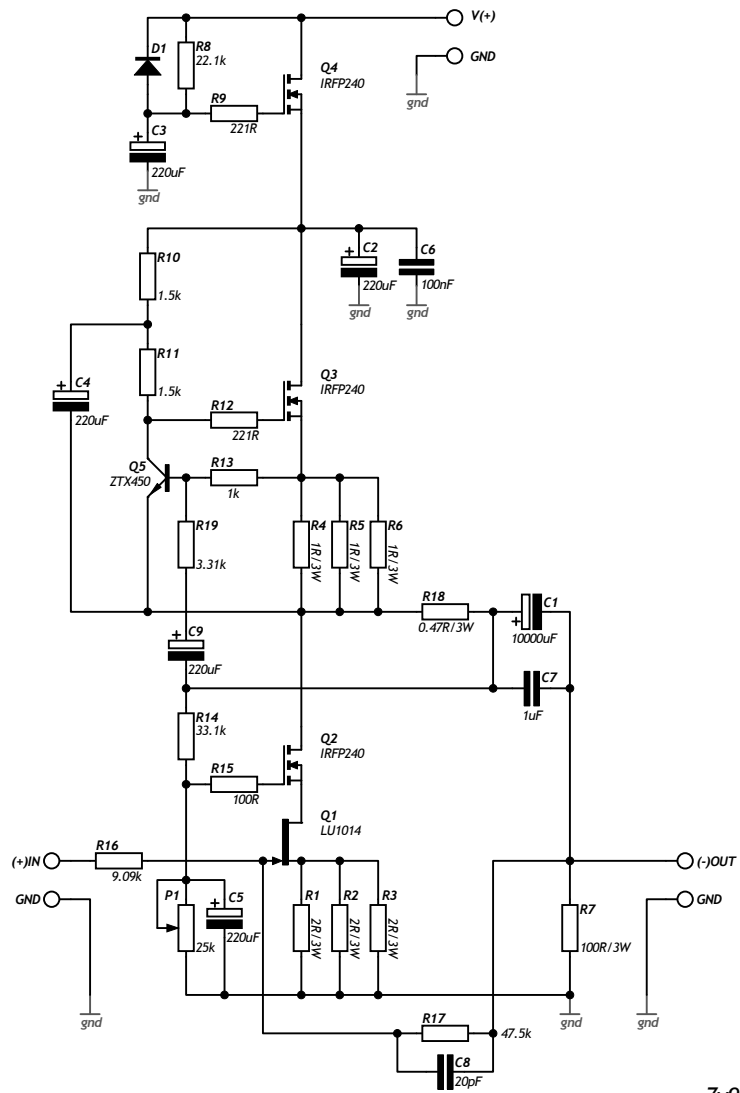 V(+)
D1
R8
22.1k
GND
Q4
IRFP240
gnd
R9
221R
C3
+
220uF
gnd
R10
1.5k
C2
+
220uF
gnd
C6
100nF
gnd
R11
1.5k
C4
+
220uF
Q3
IRFP240
R12
221R
Q5
ZTX450
R13
1k
R19
3.31k
R4
1R/3W
R5
1R/3W
R6
1R/3W
R18
0.47R/3W
C1
+
10000uF
C9
+
220uF
C7
1uF
R14
33.1k
Q2
IRFP240
R15
100R
Q1
LU1014
(+)IN
R16
9.09k
(-)OUT
GND
P1
25k
C5
+
220uF
R1
2R/3W
R2
2R/3W
R3
2R/3W
R7
100R/3W
GND
gnd
R17
47.5k
gnd
gnd
C8
20pF